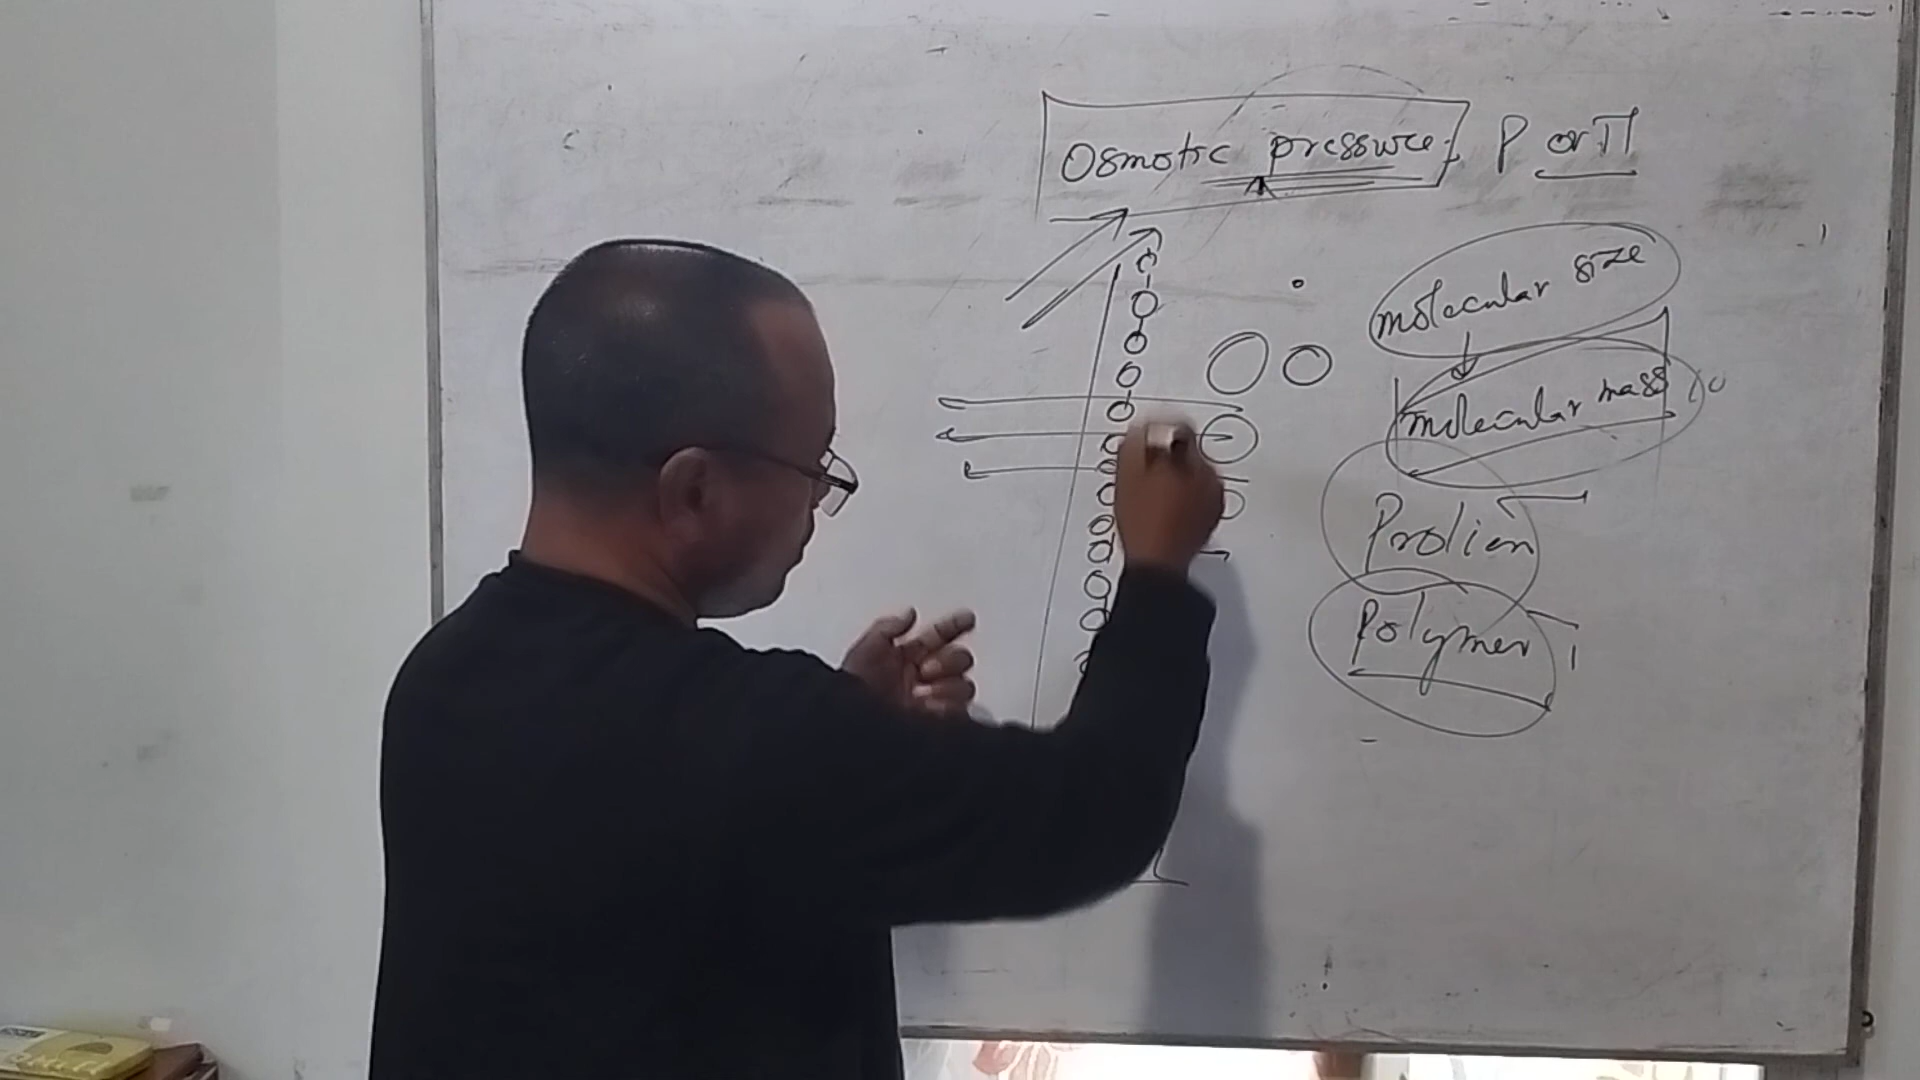 Osmotic pressure: P or Π
molecular size
molecular mass
Protien
Polymer